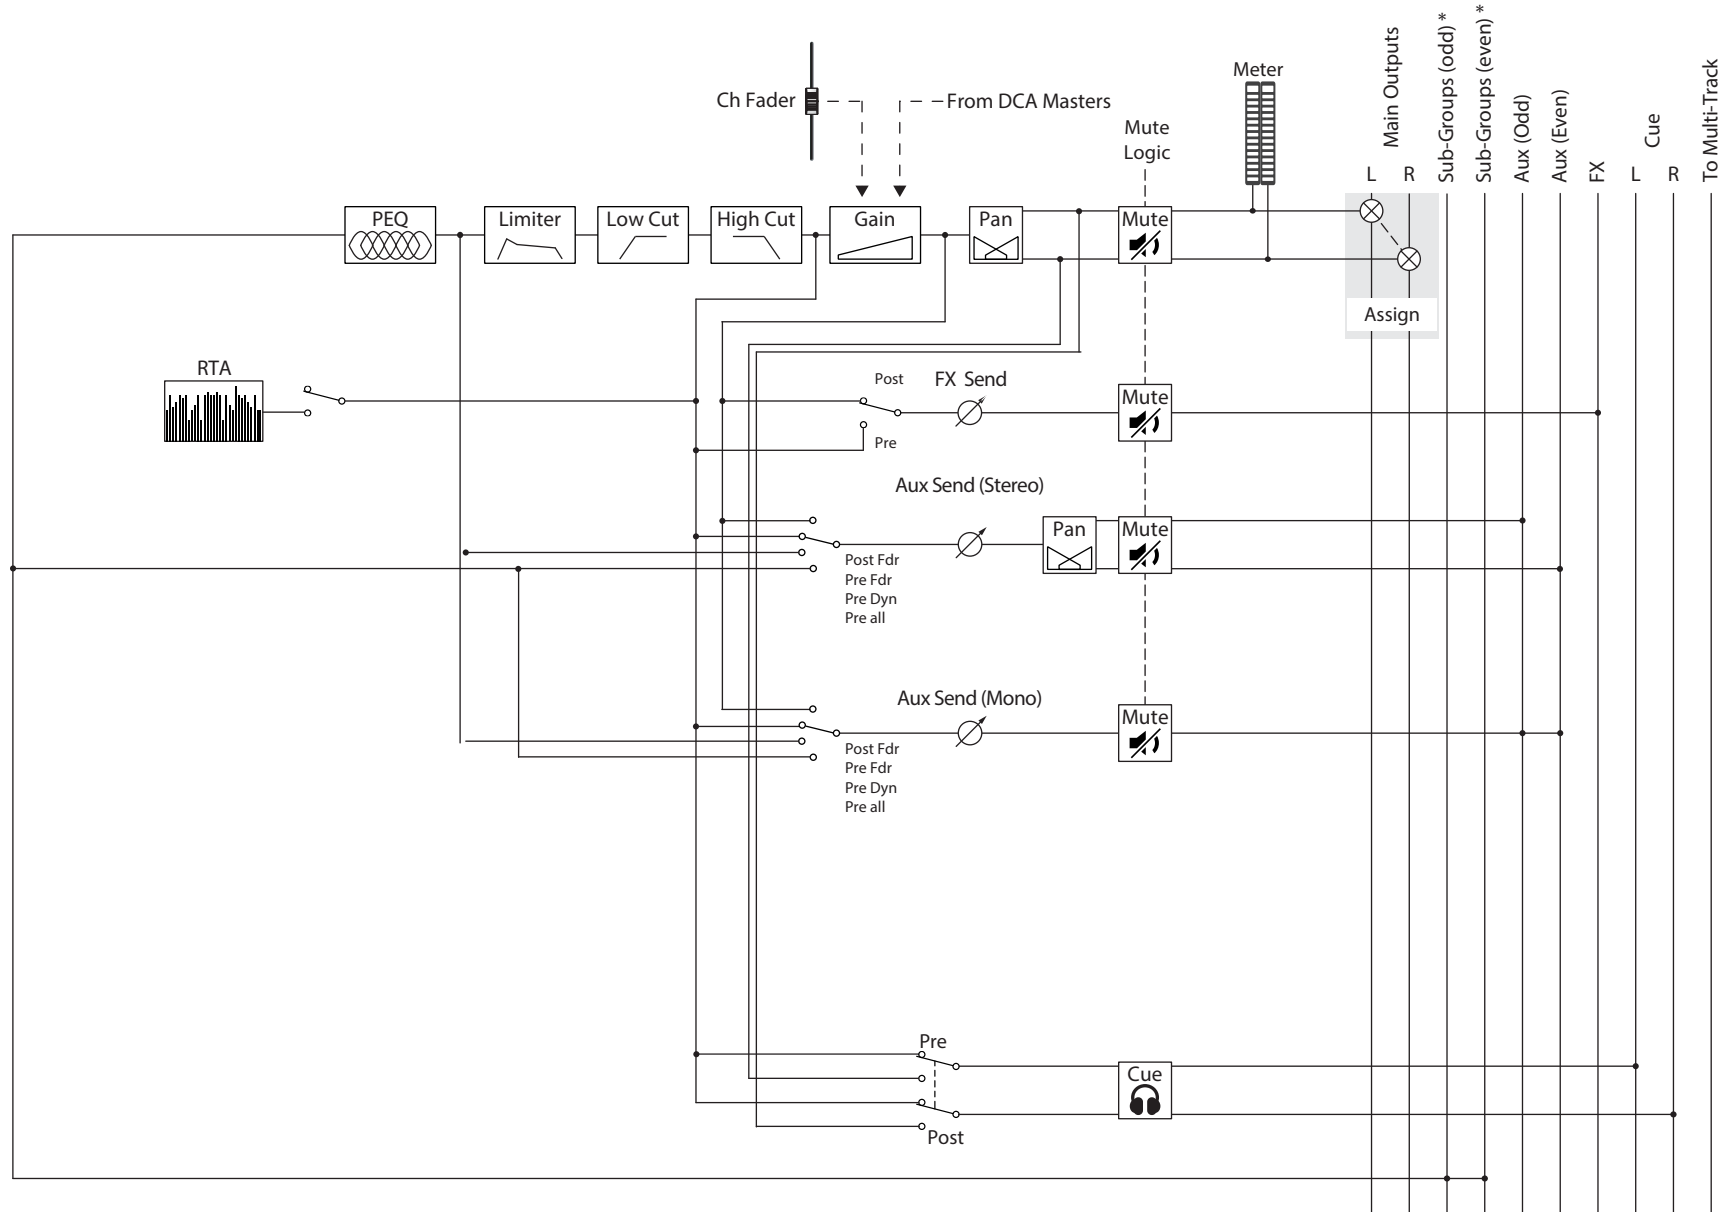 Main Outputs
Sub-Groups (odd) *
Sub-Groups (even) *
Aux (Odd)
Aux (Even)
FX
Cue
To Multi-Track
L
R
L
R
Meter
Ch Fader
From DCA Masters
Mute
Logic
PEQ
Limiter
Low Cut
High Cut
Gain
Pan
Mute
Assign
RTA
Post
FX Send
Pre
Mute
Aux Send (Stereo)
Pan
Mute
Post Fdr
Pre Fdr
Pre Dyn
Pre all
Aux Send (Mono)
Mute
Post Fdr
Pre Fdr
Pre Dyn
Pre all
Pre
Cue
Post